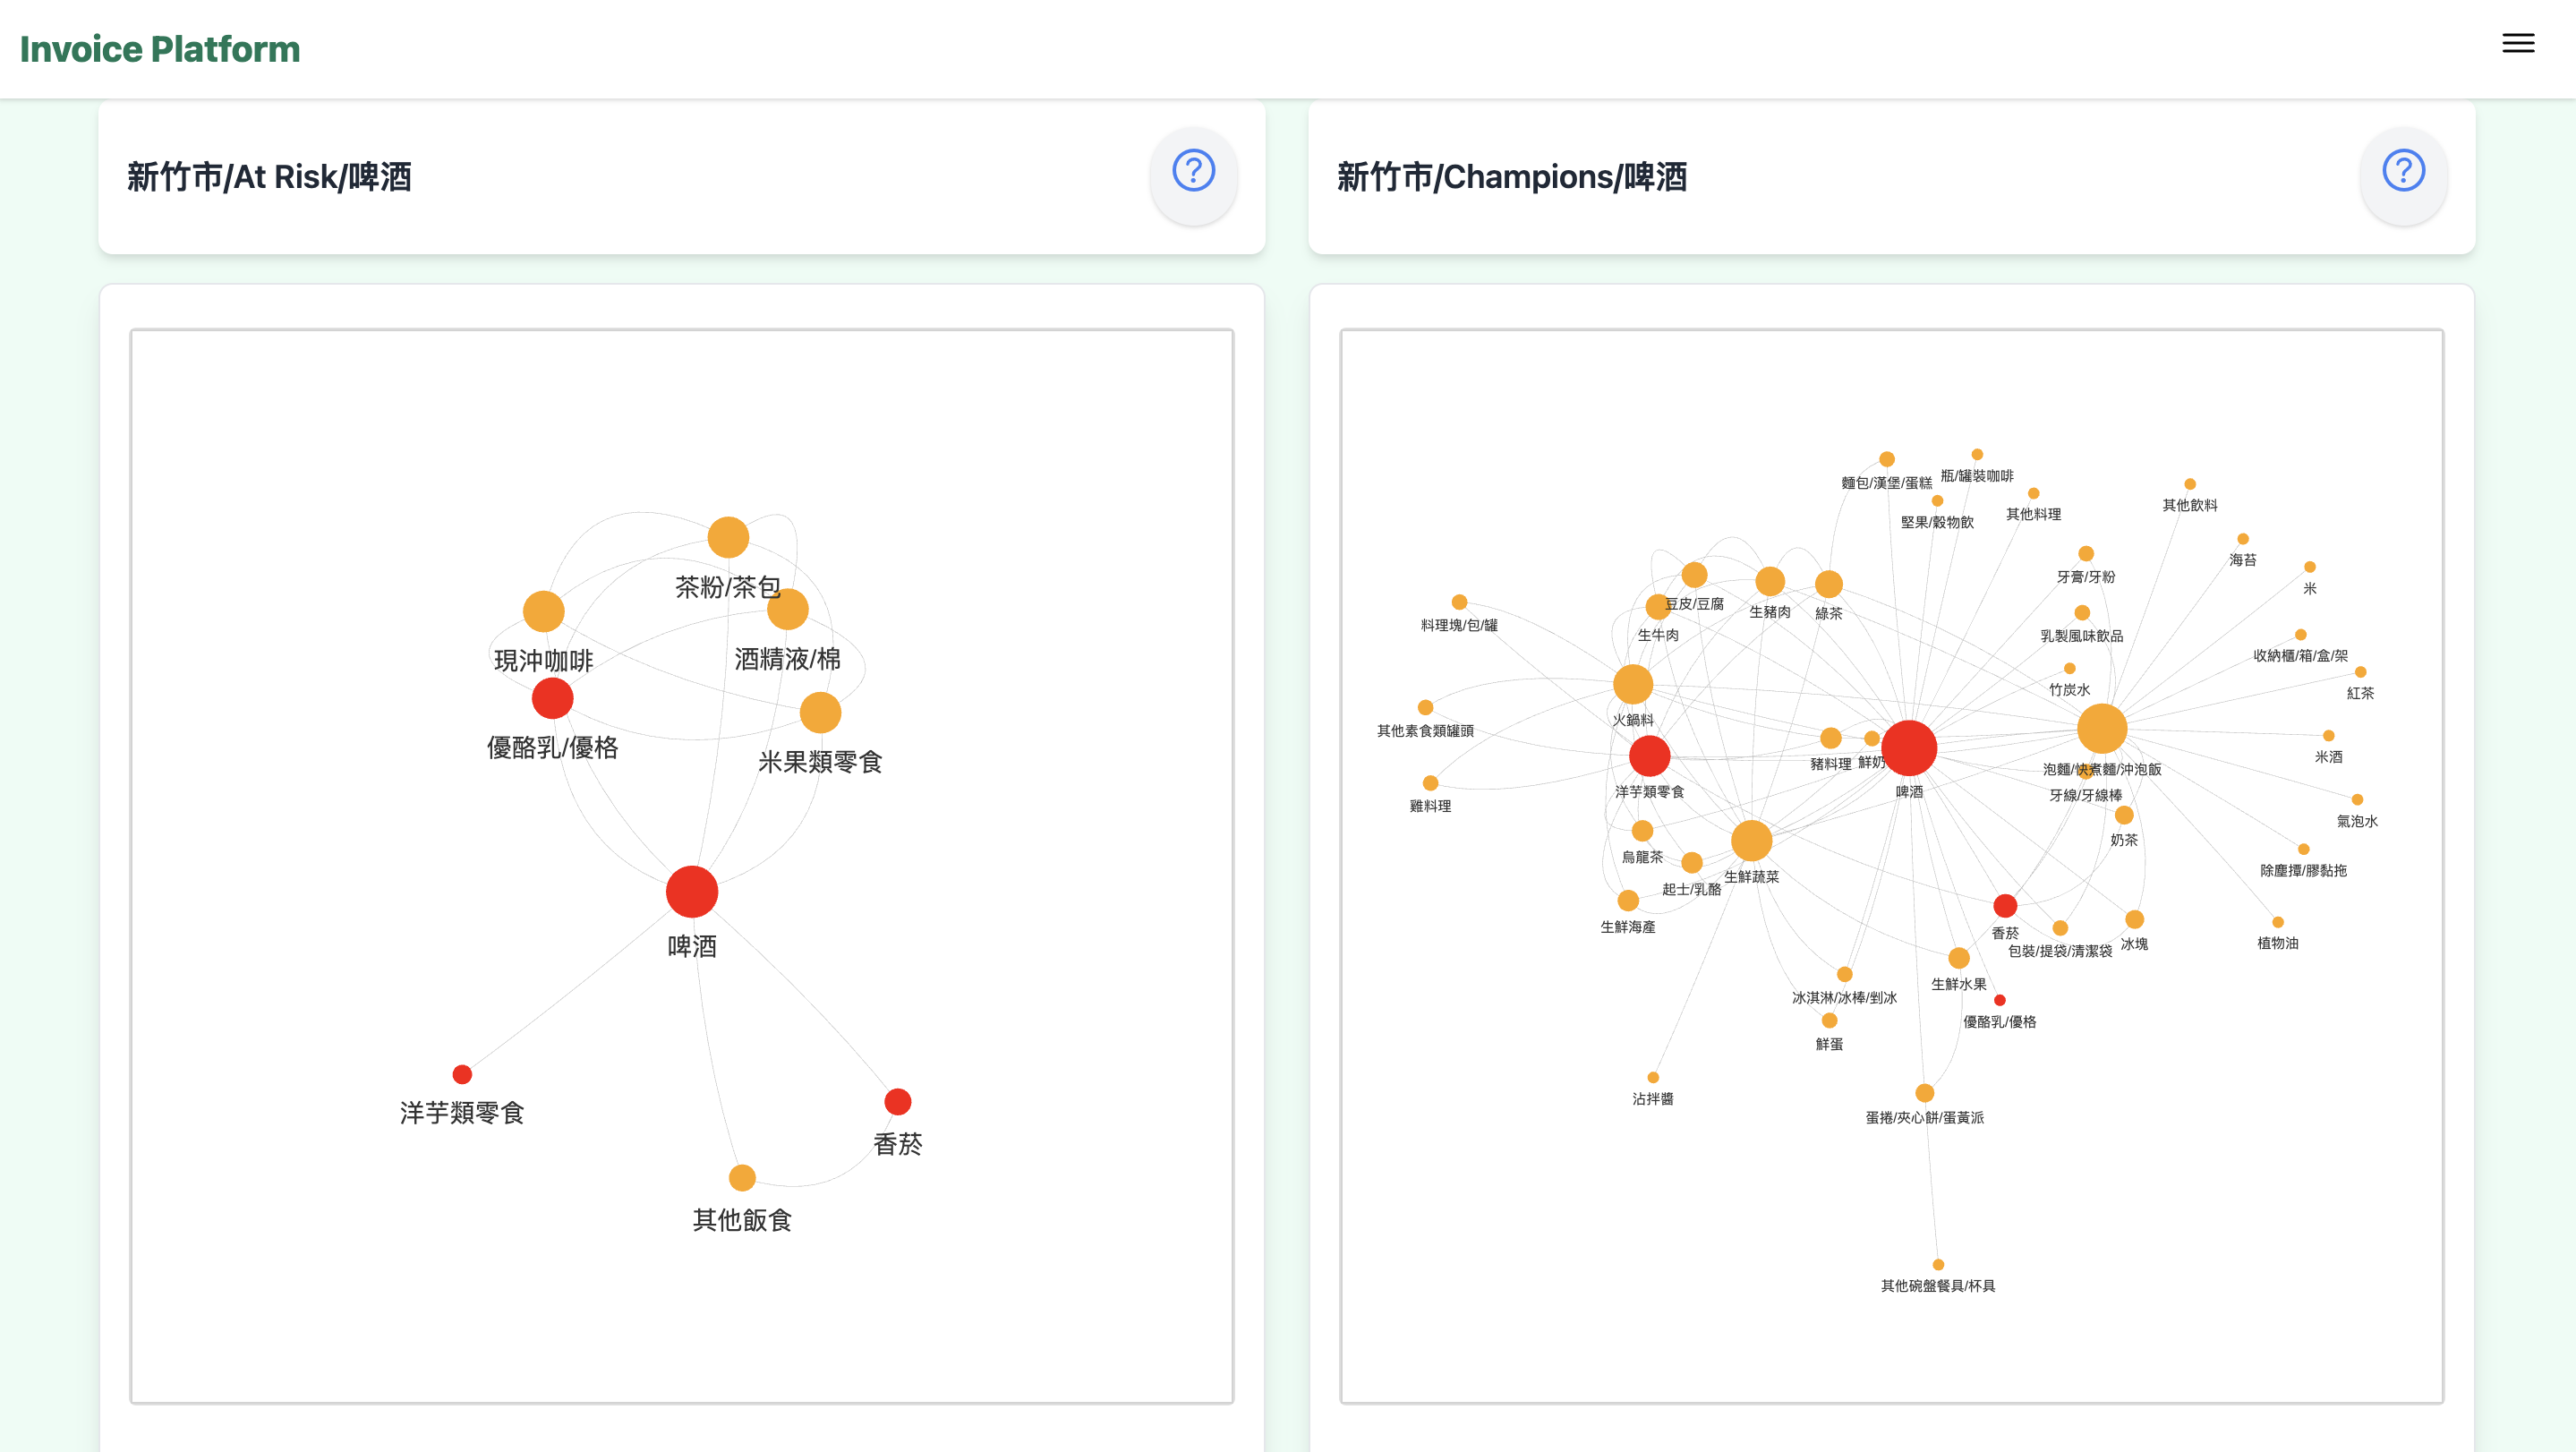 Invoice Platform
新竹市/At Risk/啤酒
茶粉/茶包
現沖咖啡
酒精液/棉
優酪乳/優格
米果類零食
啤酒
洋芋類零食
香菸
其他飯食
新竹市/Champions/啤酒
麵包/漢堡/蛋糕
瓶/罐裝咖啡
堅果/穀物飲
其他料理
其他飲料
海苔
牙膏/牙粉
米
豆皮/豆腐
生豬肉
綠茶
料理塊/包/罐
生牛肉
乳製風味飲品
收納櫃/箱/盒/架
竹炭水
紅茶
火鍋料
其他素食類罐頭
豬料理
鮮奶
泡麵/快煮麵/沖泡飯
米酒
洋芋類零食
啤酒
牙線/牙線棒
雞料理
氣泡水
奶茶
烏龍茶
生鮮蔬菜
除塵撢/膠黏拖
起士/乳酪
生鮮海產
香菸
包裝/提袋/清潔袋
冰塊
植物油
生鮮水果
冰淇淋/冰棒/剉冰
優酪乳/優格
鮮蛋
沾拌醬
蛋捲/夾心餅/蛋黃派
其他碗盤餐具/杯具